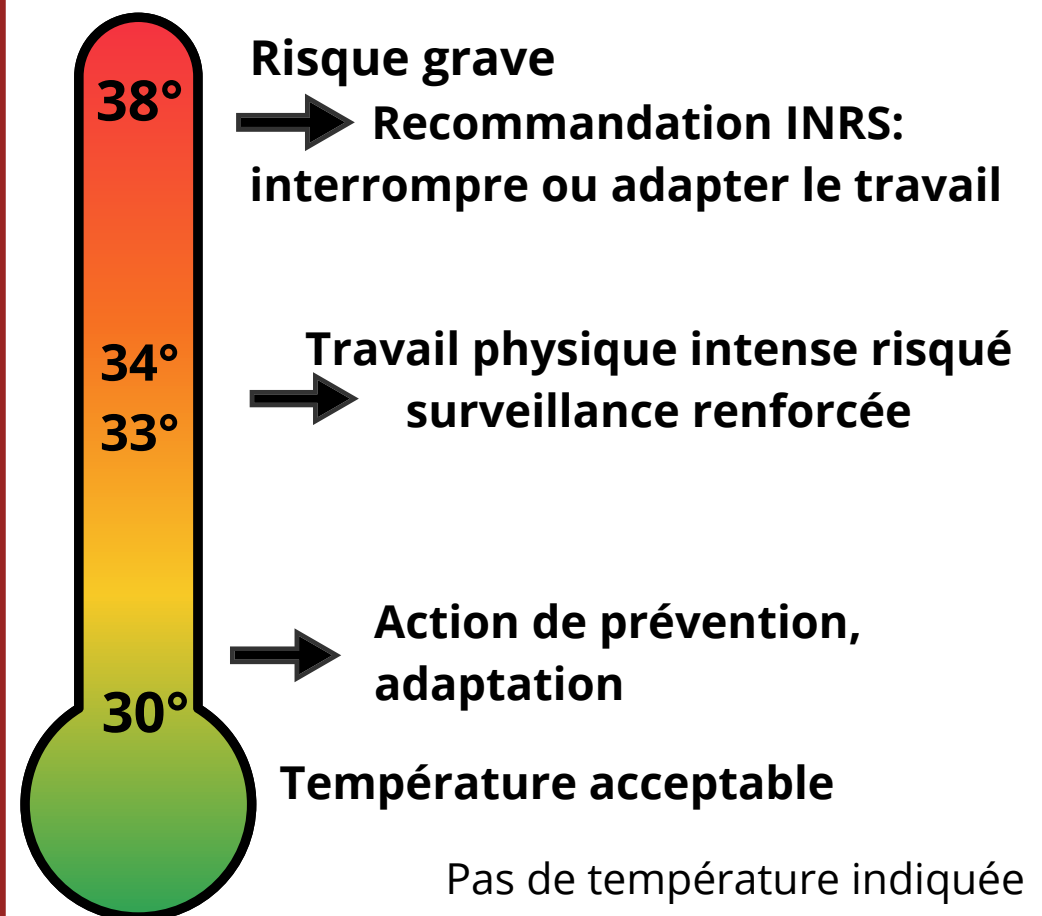 38°
Risque grave
Recommandation INRS:
interrompre ou adapter le travail
34°
33°
Travail physique intense risqué
surveillance renforcée
30°
Action de prévention,
adaptation
Température acceptable
Pas de température indiquée